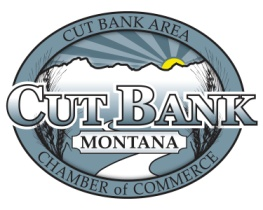 CUT BANK AREA
CUT BANK
MONTANA
CHAMBER of COMMERCE